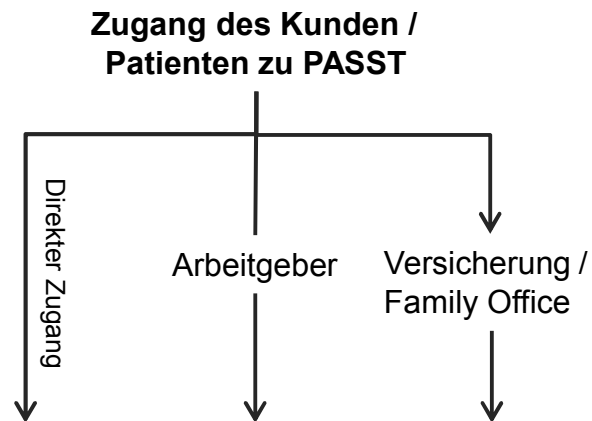 Zugang des Kunden /
Patienten zu PASST
Direkter Zugang
Arbeitgeber
Versicherung /
Family Office